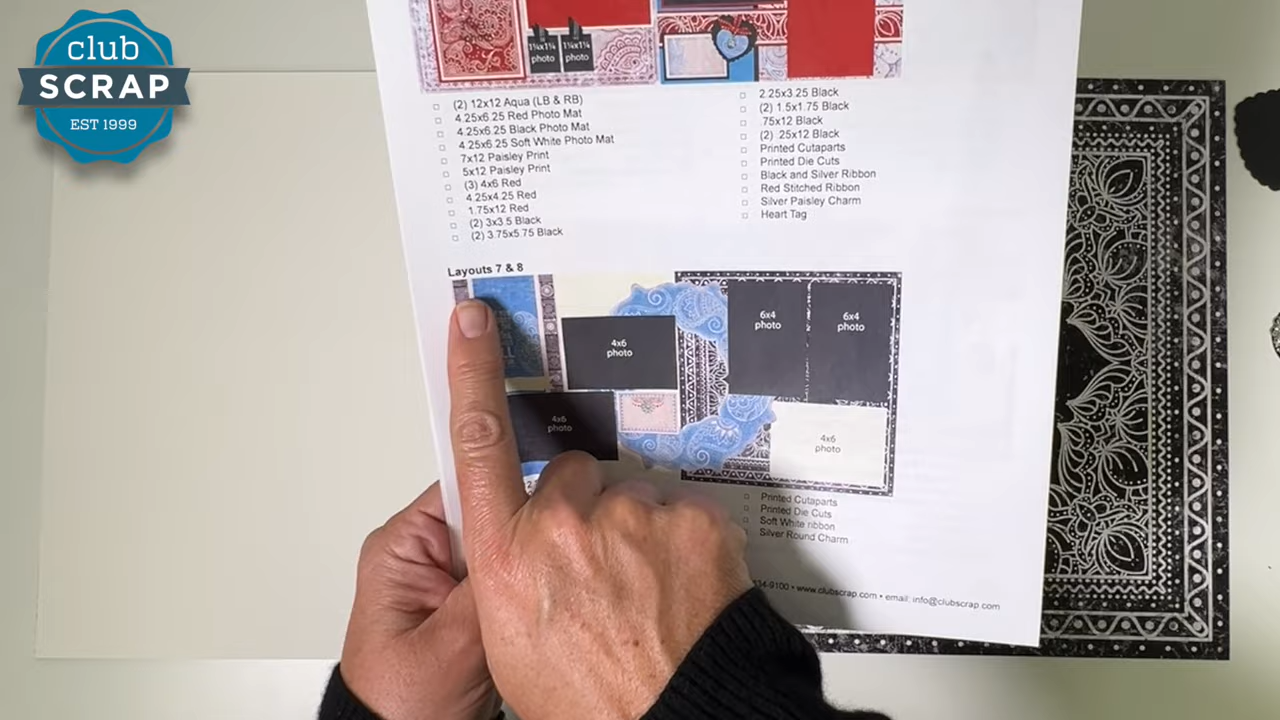 club
SCRAP
EST 1999
1¼x1¼
photo
1¼x1¼
photo
(2) 12x12 Aqua (LB & RB)
4.25x6.25 Red Photo Mat
4.25x6.25 Black Photo Mat
4.25x6.25 Soft White Photo Mat
7x12 Paisley Print
5x12 Paisley Print
(3) 4x6 Red
4.25x4.25 Red
1.75x12 Red
(2) 3x3.5 Black
(2) 3.75x5.75 Black
2.25x3.25 Black
(2) 1.5x1.75 Black
.75x12 Black
(2) .25x12 Black
Printed Cutaparts
Printed Die Cuts
Black and Silver Ribbon
Red Stitched Ribbon
Silver Paisley Charm
Heart Tag
Layouts 7 & 8
4x6
photo
6x4
photo
6x4
photo
4x6
photo
4x6
photo
Printed Cutaparts
Printed Die Cuts
Soft White ribbon
Silver Round Charm
34-9100 • www.clubscrap.com • email: info@clubscrap.com